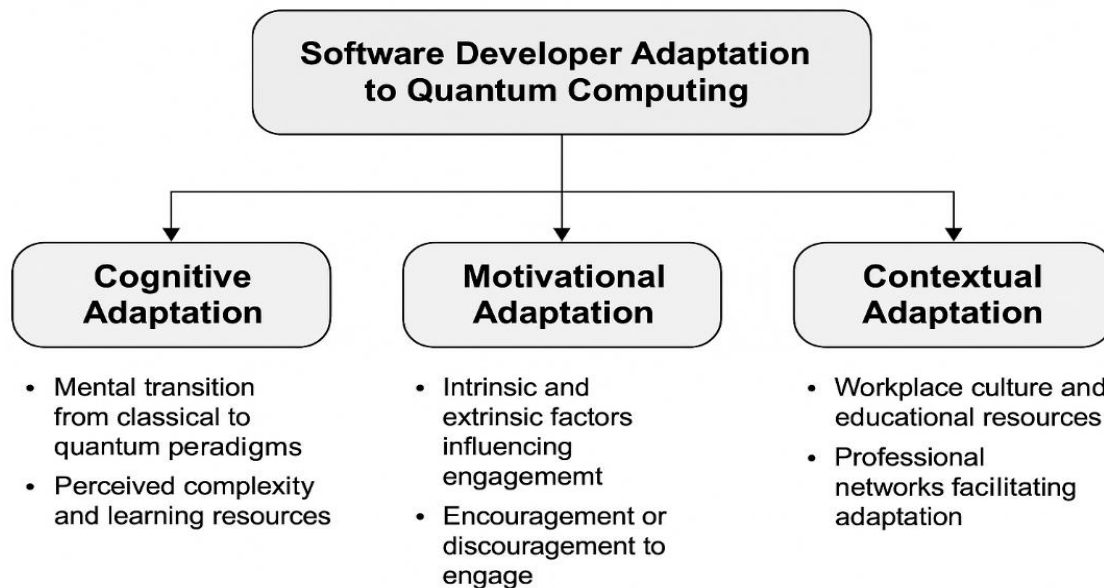 Software Developer Adaptation
to Quantum Computing
Cognitive
Adaptation
• Mental transition
from classical to
quantum peradigms
• Perceived complexity
and learning resources
Motivational
Adaptation
• Intrinsic and
extrinsic factors
influencing
engagememt
• Encouragement or
discouragement to
engage
Contextual
Adaptation
• Workplace culture and
educational resources
• Professional
networks facilitating
adaptation